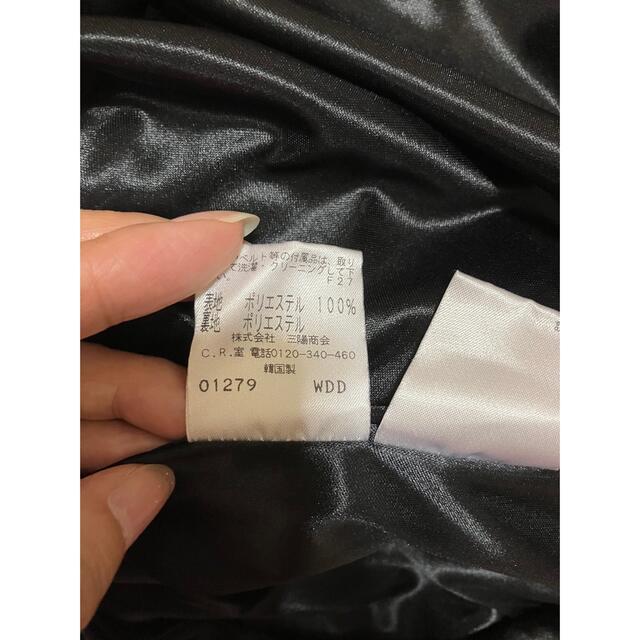 ベルト等の付属品は、取り
て洗濯・クリーニングして下
い。 F27
表地 ポリエステル 100%
裏地 ポリエステル
株式会社 三陽商会
C.R.室 電話0120-340-460
韓国製
01279 WDD